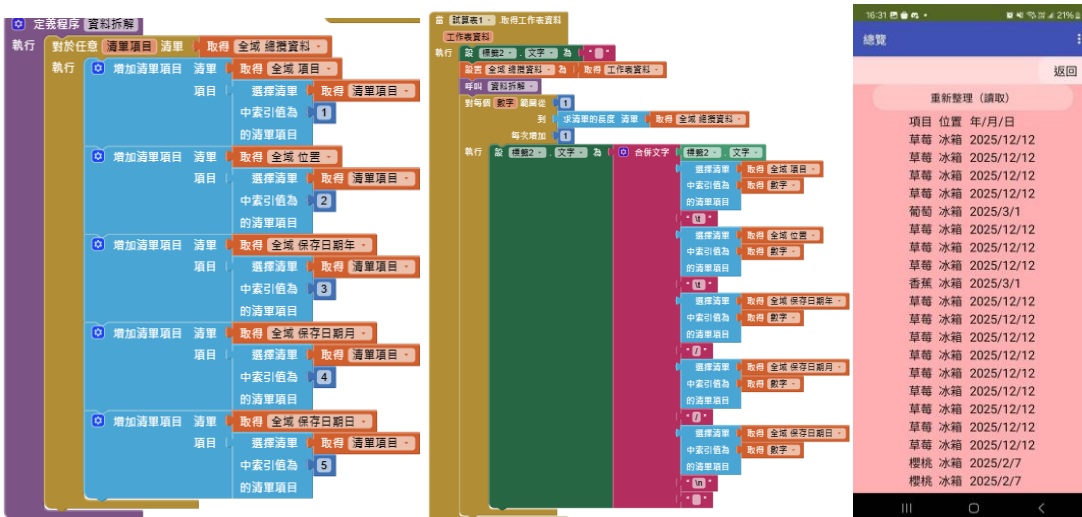 定義程序 資料拆解
執行 對於任意 清單項目 清單 取得 全域 總攬資料
執行 增加清單項目 清單 取得 全域 項目
項目 選擇清單 取得 清單項目
中索引值為 1
的清單項目
增加清單項目 清單 取得 全域 位置
項目 選擇清單 取得 清單項目
中索引值為 2
的清單項目
增加清單項目 清單 取得 全域 保存日期年
項目 選擇清單 取得 清單項目
中索引值為 3
的清單項目
增加清單項目 清單 取得 全域 保存日期月
項目 選擇清單 取得 清單項目
中索引值為 4
的清單項目
增加清單項目 清單 取得 全域 保存日期日
項目 選擇清單 取得 清單項目
中索引值為 5
的清單項目
當 試算表1 .取得工作表資料
工作表資料
執行 設 標籤2 . 文字 為 " "
設置 全域 總攬資料 為 取得 工作表資料
呼叫 資料拆解
對每個 數字 範圍從 1
到 求清單的長度 清單 取得 全域 總攬資料
每次增加 1
執行 設 標籤2 . 文字 為 合併文字 標籤2 . 文字
選擇清單 取得 全域 項目
中索引值為 取得 數字
的清單項目
" \t "
選擇清單 取得 全域 位置
中索引值為 取得 數字
的清單項目
" \t "
選擇清單 取得 全域 保存日期年
中索引值為 取得 數字
的清單項目
" / "
選擇清單 取得 全域 保存日期月
中索引值為 取得 數字
的清單項目
" / "
選擇清單 取得 全域 保存日期日
中索引值為 取得 數字
的清單項目
" \n "
" "
16:31 21%
總覽
返回
重新整理（讀取）
項目 位置 年/月/日
草莓 冰箱 2025/12/12
草莓 冰箱 2025/12/12
草莓 冰箱 2025/12/12
草莓 冰箱 2025/12/12
葡萄 冰箱 2025/3/1
草莓 冰箱 2025/12/12
草莓 冰箱 2025/12/12
草莓 冰箱 2025/12/12
香蕉 冰箱 2025/3/1
草莓 冰箱 2025/12/12
草莓 冰箱 2025/12/12
草莓 冰箱 2025/12/12
草莓 冰箱 2025/12/12
草莓 冰箱 2025/12/12
草莓 冰箱 2025/12/12
草莓 冰箱 2025/12/12
草莓 冰箱 2025/12/12
草莓 冰箱 2025/12/12
櫻桃 冰箱 2025/2/7
櫻桃 冰箱 2025/2/7